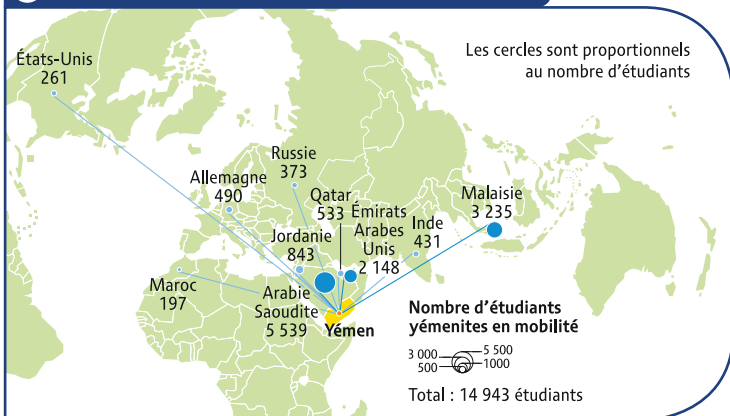 Les cercles sont proportionnels
au nombre d'étudiants
États-Unis
261
Russie
373
Allemagne
490
Qatar
533
Émirats
Arabes
Unis
2 148
Inde
431
Malaisie
3 235
Jordanie
843
Maroc
197
Arabie
Saoudite
5 539
Yémen
Nombre d'étudiants
yéménites en mobilité
3 000
5 500
500
1000
Total : 14 943 étudiants